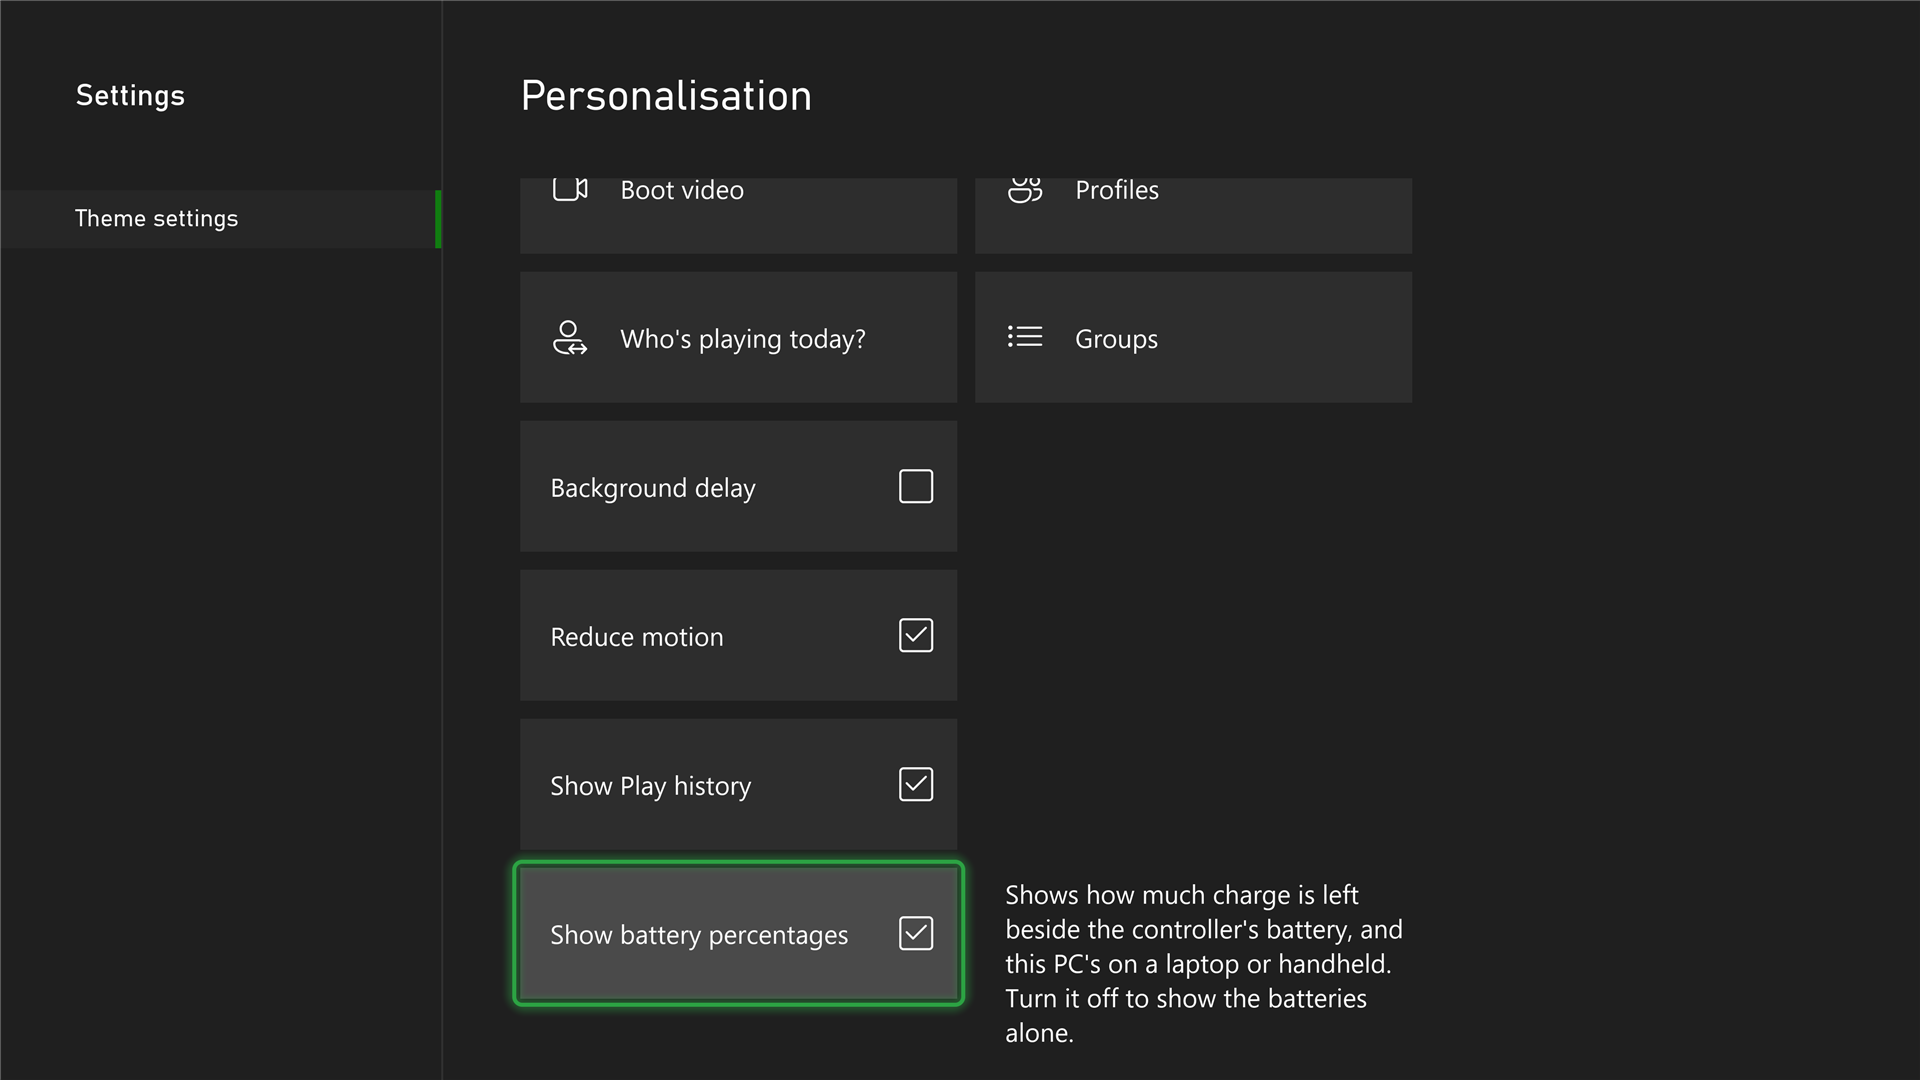 Settings
Theme settings
Personalisation
Boot video
Profiles
Who's playing today?
Groups
Background delay
Reduce motion
Show Play history
Show battery percentages
Shows how much charge is left
beside the controller's battery, and
this PC's on a laptop or handheld.
Turn it off to show the batteries
alone.